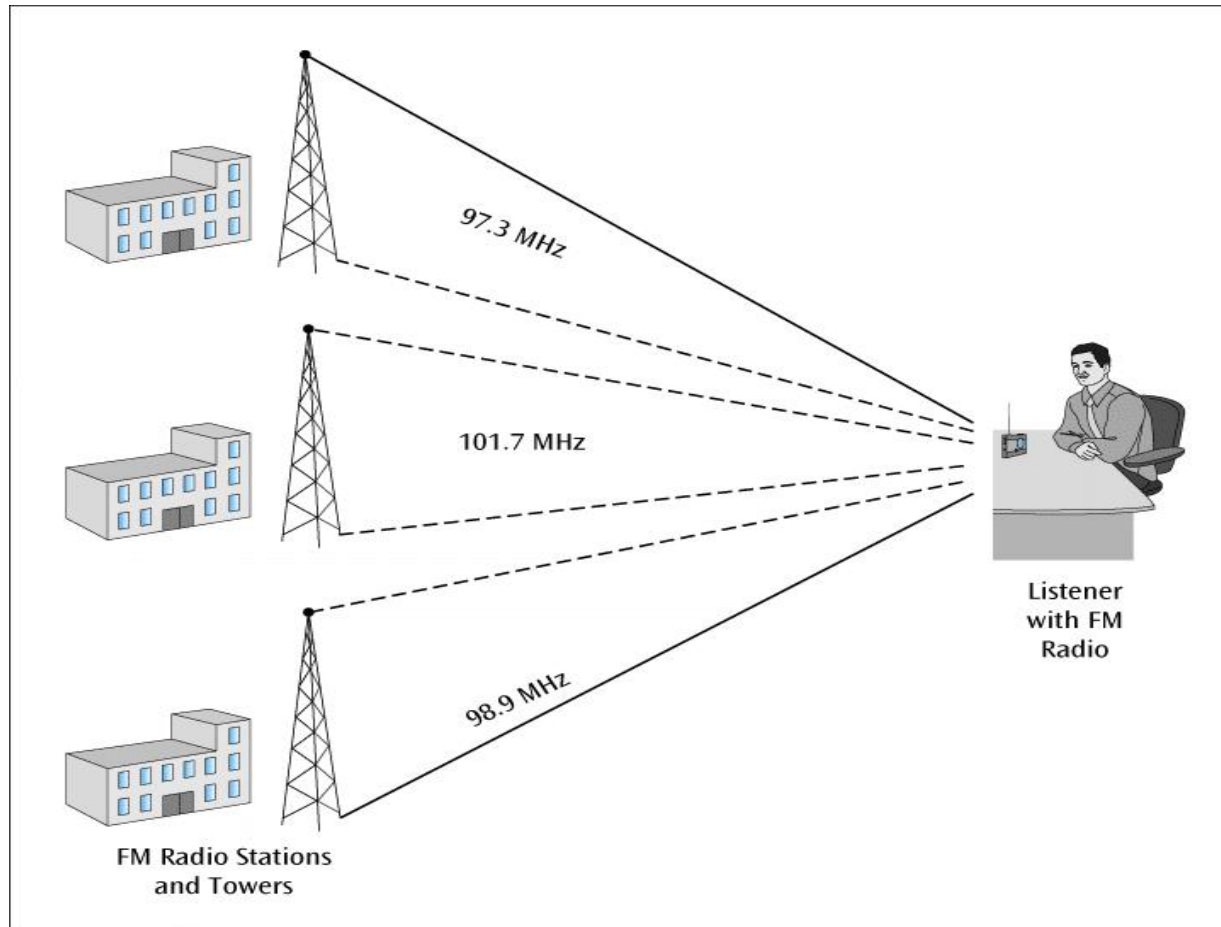 97.3 MHz
101.7 MHz
98.9 MHz
Listener
with FM
Radio
FM Radio Stations
and Towers